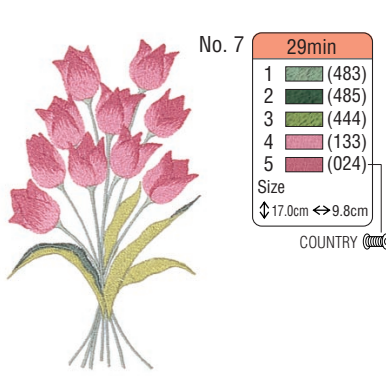 No. 7
29min
1 (483)
2 (485)
3 (444)
4 (133)
5 (024)
Size
17.0cm 9.8cm
COUNTRY